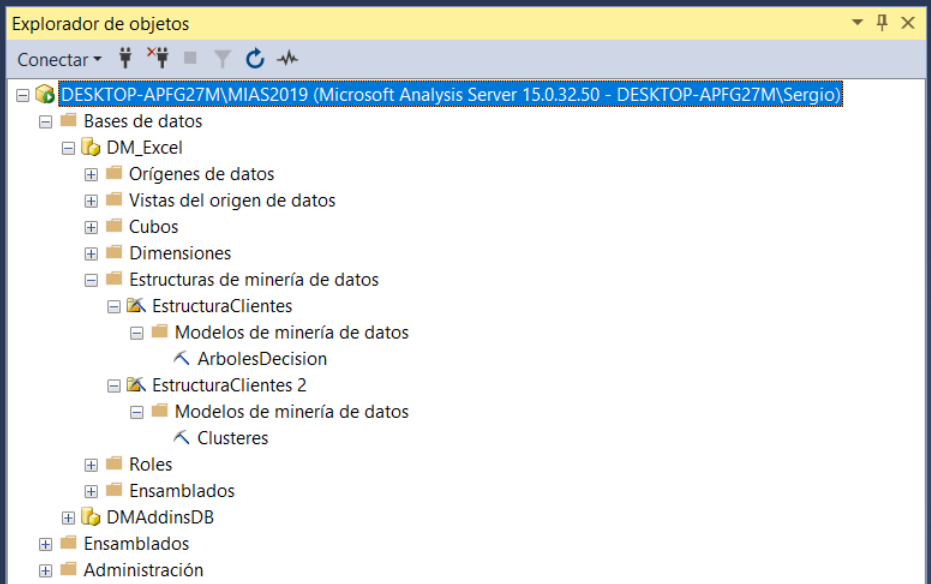 Explorador de objetos
Conectar
DESKTOP-APFG27M\MIAS2019 (Microsoft Analysis Server 15.0.32.50 - DESKTOP-APFG27M\Sergio)
Bases de datos
DM_Excel
Orígenes de datos
Vistas del origen de datos
Cubos
Dimensiones
Estructuras de minería de datos
EstructuraClientes
Modelos de minería de datos
ArbolesDecision
EstructuraClientes 2
Modelos de minería de datos
Clusteres
Roles
Ensamblados
DMAddinsDB
Ensamblados
Administración